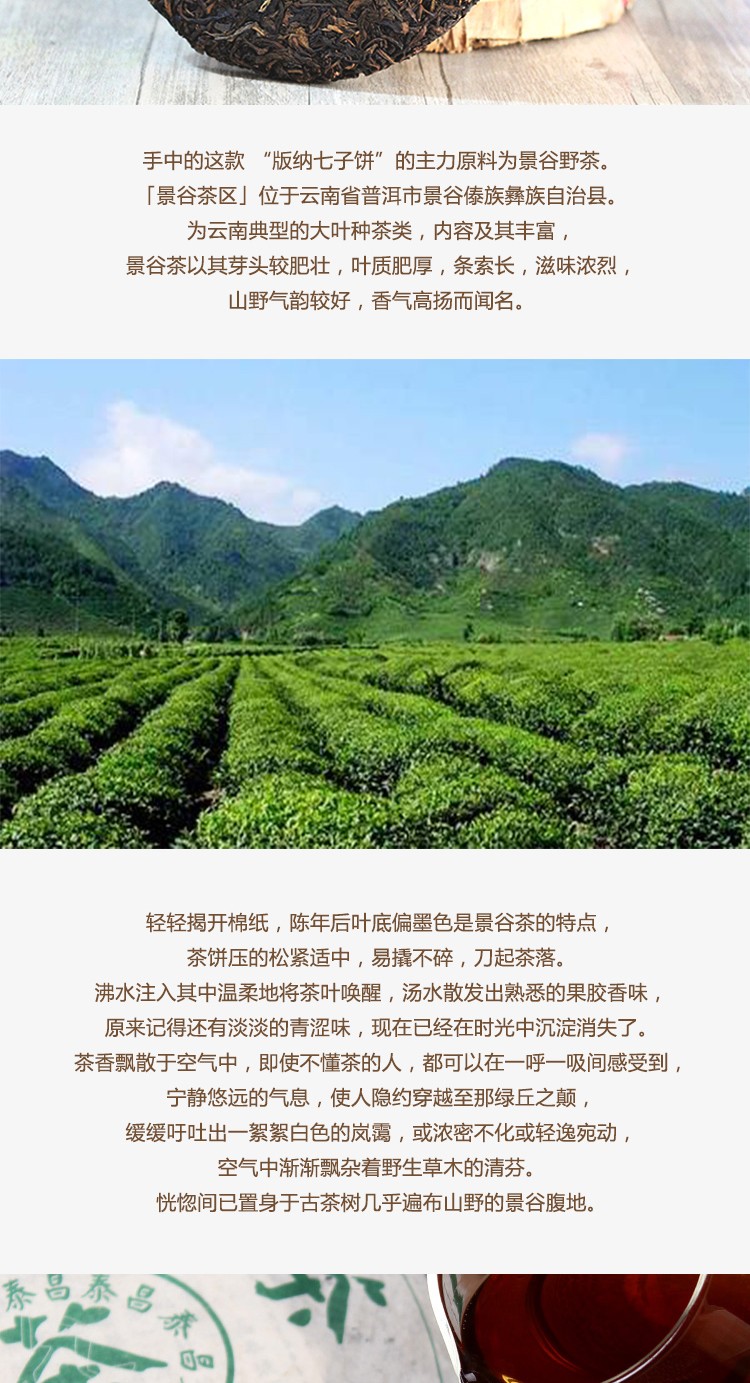 手中的这款 “版纳七子饼”的主力原料为景谷野茶。
「景谷茶区」位于云南省普洱市景谷傣族彝族自治县。
为云南典型的大叶种茶类，内容及其丰富，
景谷茶以其芽头较肥壮，叶质肥厚，条索长，滋味浓烈，
山野气韵较好，香气高扬而闻名。
轻轻揭开棉纸，陈年后叶底偏墨色是景谷茶的特点，
茶饼压的松紧适中，易撬不碎，刀起茶落。
沸水注入其中温柔地将茶叶唤醒，汤水散发出熟悉的果胶香味，
原来记得还有淡淡的青涩味，现在已经在时光中沉淀消失了。
茶香飘散于空气中，即使不懂茶的人，都可以在一呼一吸间感受到，
宁静悠远的气息，使人隐约穿越至那绿丘之颠，
缓缓吁吐出一絮絮白色的岚霭，或浓密不化或轻逸宛动，
空气中渐渐飘杂着野生草木的清芬。
恍惚间已置身于古茶树几乎遍布山野的景谷腹地。
泰昌泰昌泰昌
茶